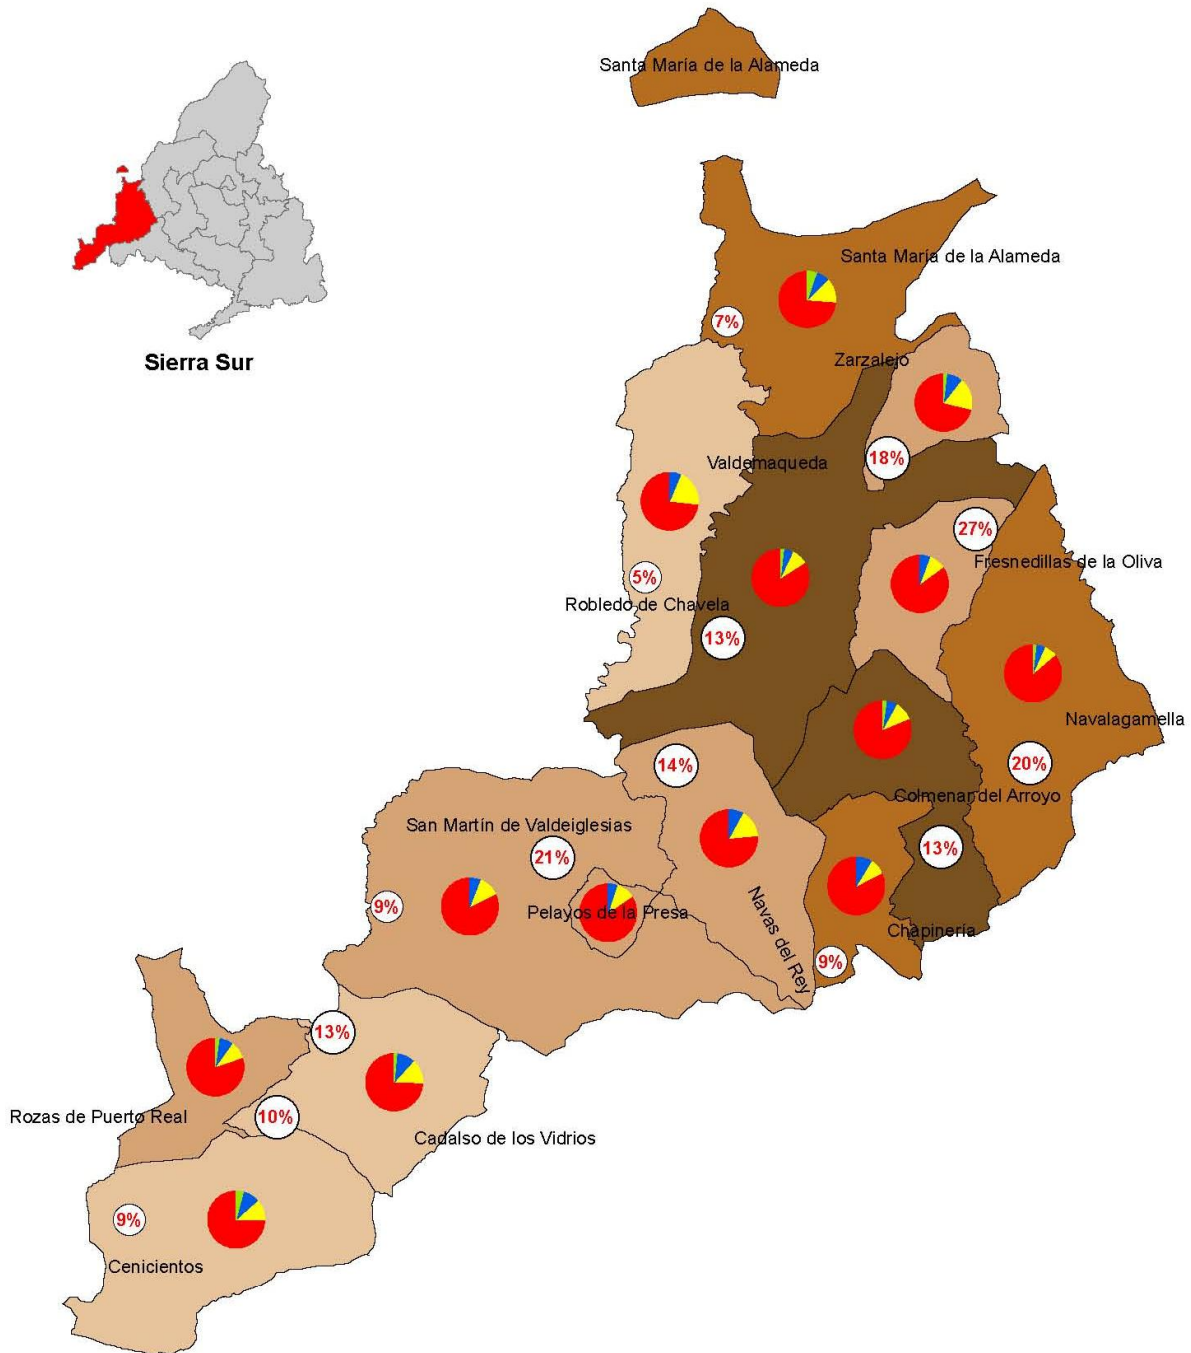 Santa María de la Alameda
Sierra Sur
Santa María de la Alameda
7%
Zarzalejo
18%
Valdemaqueda
27%
Fresnedillas de la Oliva
5%
Robledo de Chavela
13%
Navalagamella
20%
14%
Colmenar del Arroyo
San Martín de Valdeiglesias
21%
13%
9%
Pelayos de la Presa
Navas del Rey
Chapinería
9%
13%
Rozas de Puerto Real
10%
Cadalso de los Vidrios
9%
Cenicientos